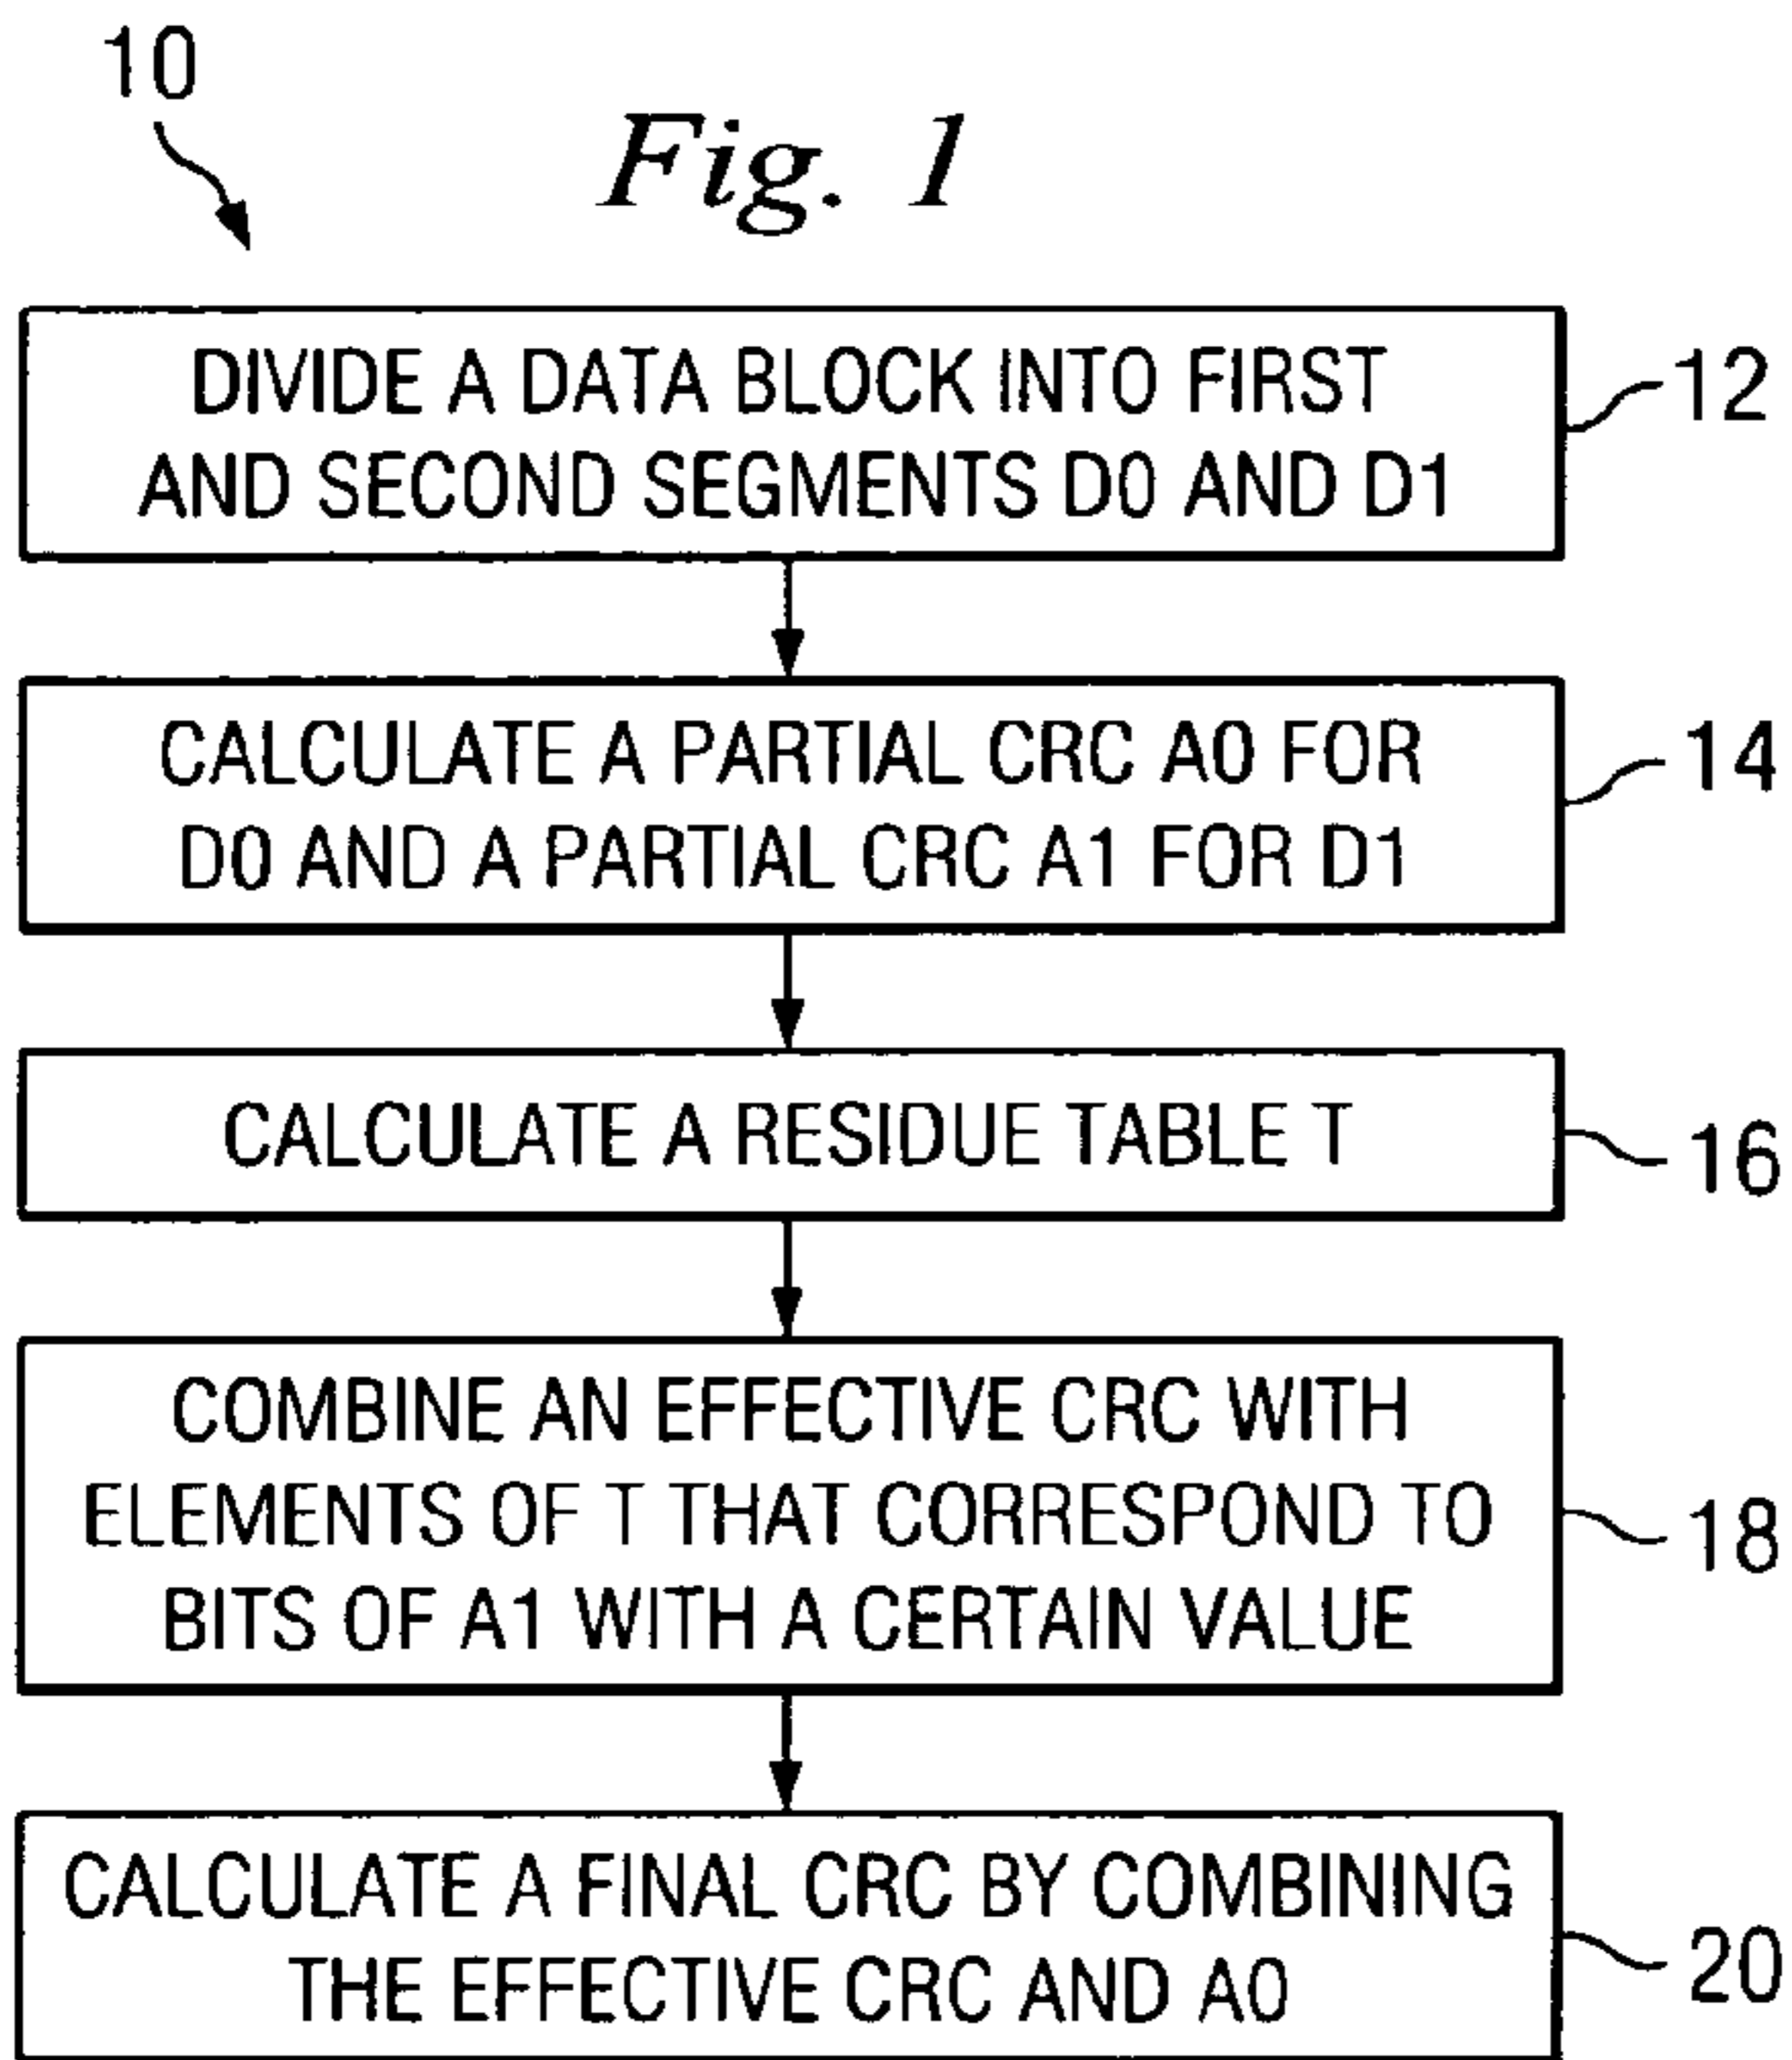 10
Fig. 1
DIVIDE A DATA BLOCK INTO FIRST
AND SECOND SEGMENTS D0 AND D1
12
CALCULATE A PARTIAL CRC A0 FOR
D0 AND A PARTIAL CRC A1 FOR D1
14
CALCULATE A RESIDUE TABLE T
16
COMBINE AN EFFECTIVE CRC WITH
ELEMENTS OF T THAT CORRESPOND TO
BITS OF A1 WITH A CERTAIN VALUE
18
CALCULATE A FINAL CRC BY COMBINING
THE EFFECTIVE CRC AND A0
20